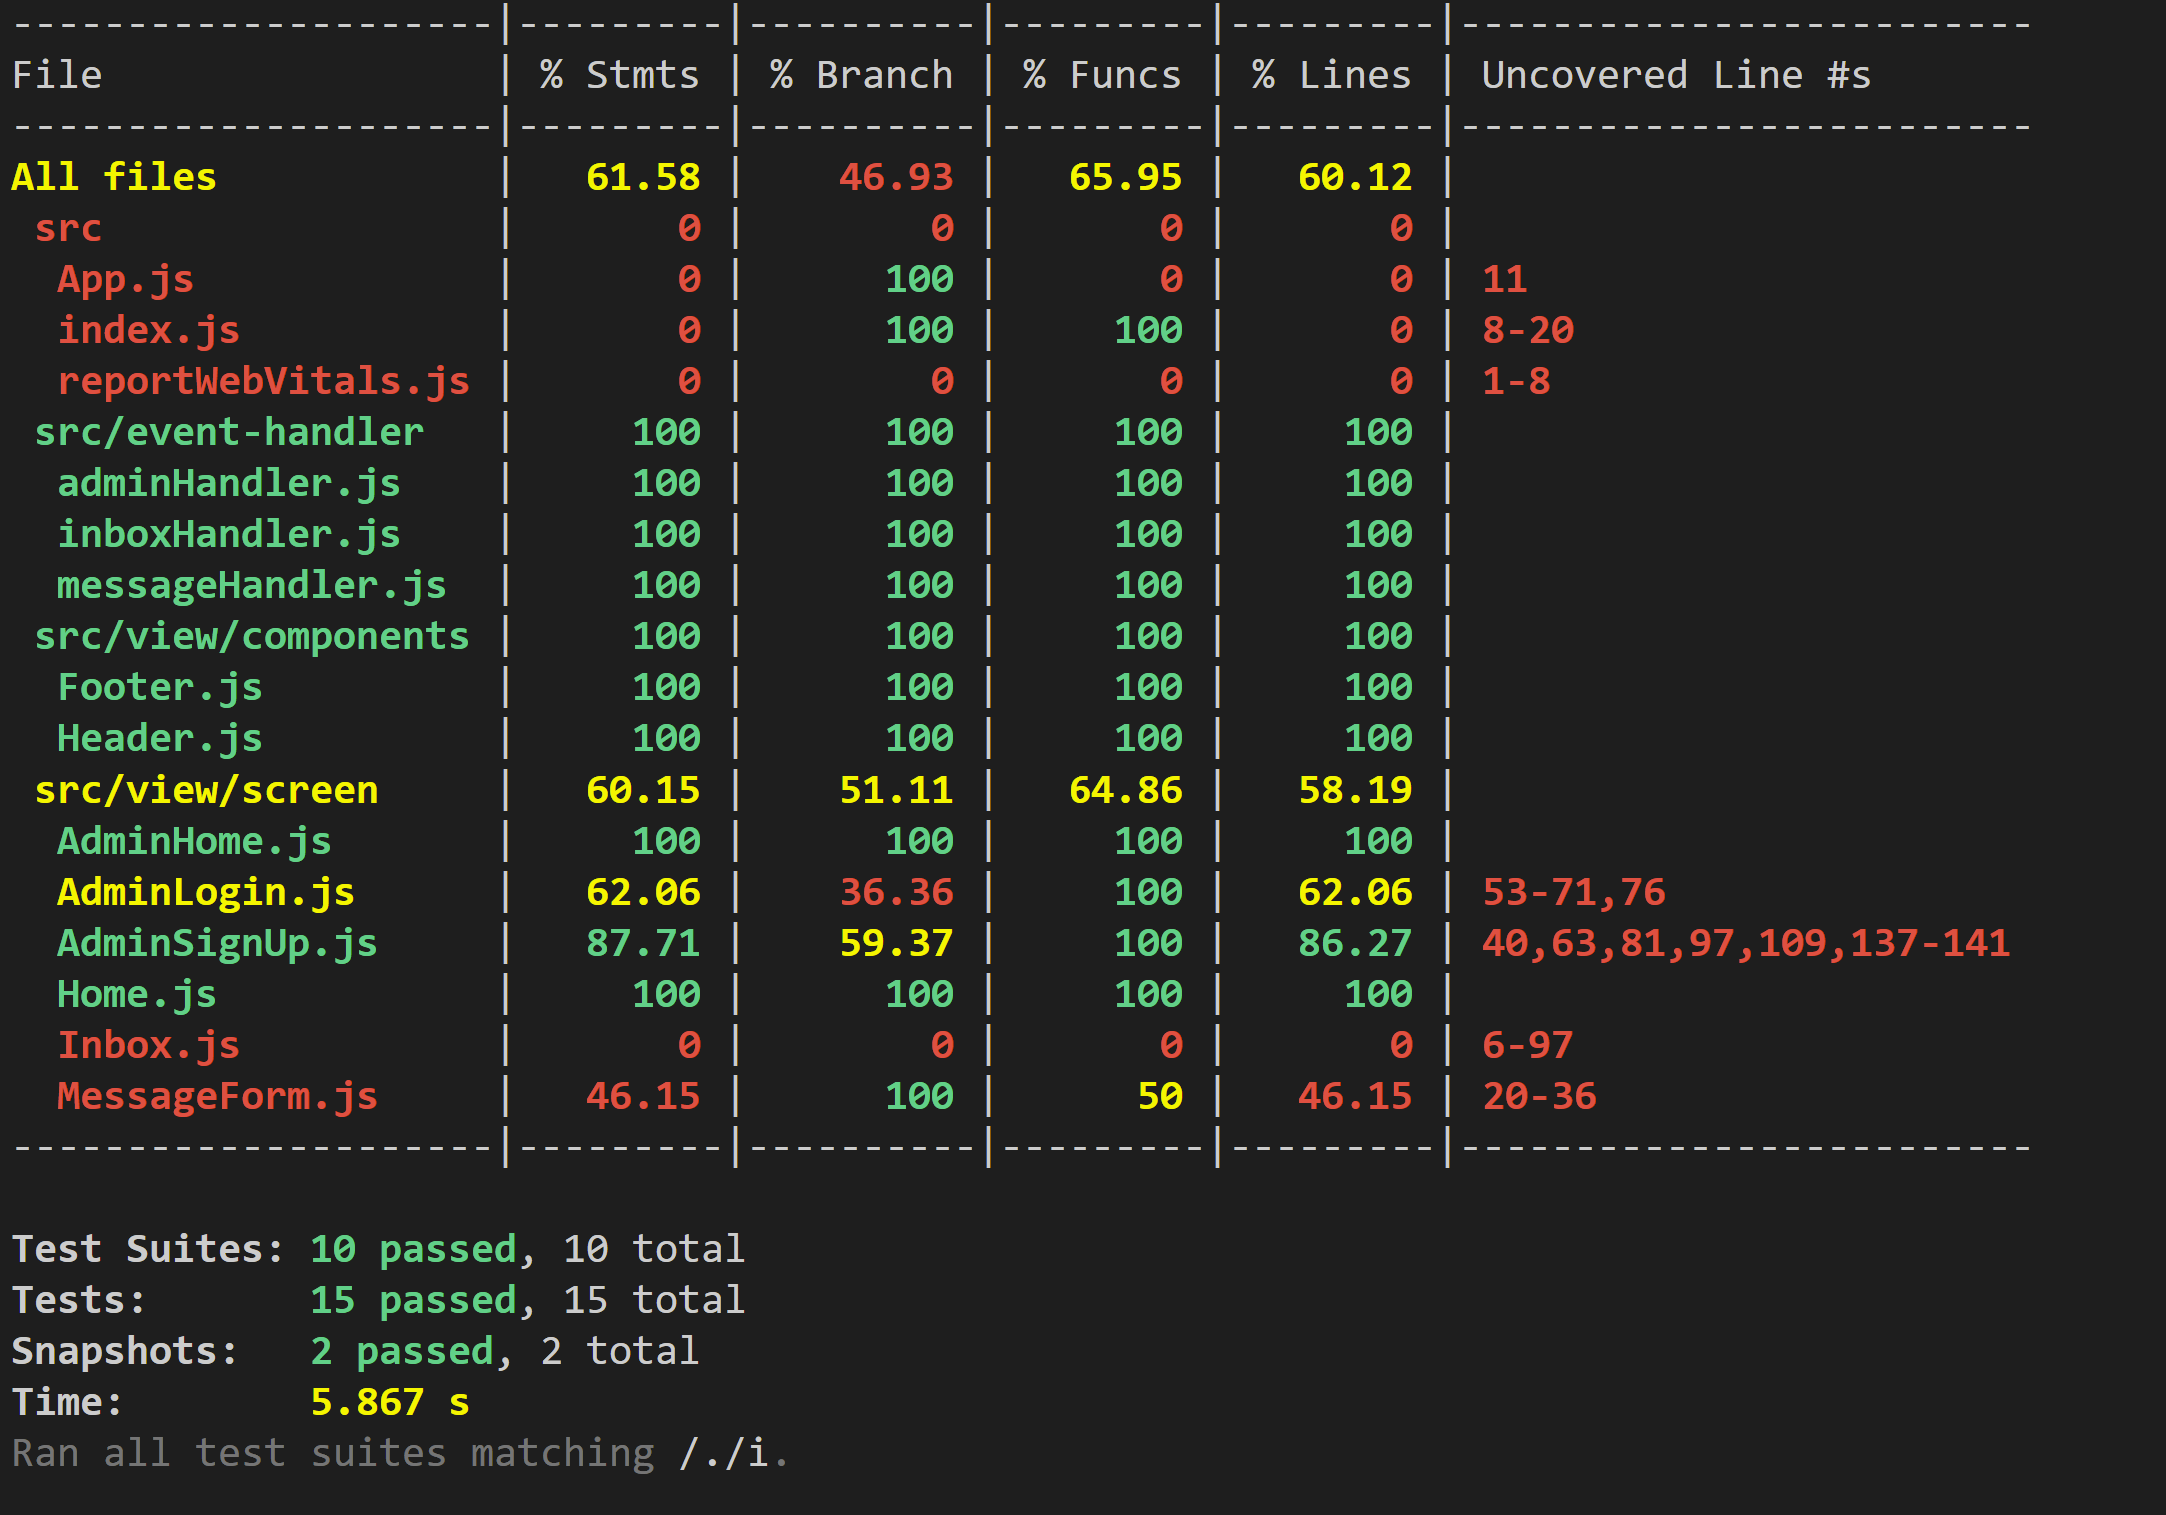 ---------------------|---------|----------|---------|---------|-------------------------
File                 | % Stmts | % Branch | % Funcs | % Lines | Uncovered Line #s
---------------------|---------|----------|---------|---------|-------------------------
All files            |   61.58 |    46.93 |   65.95 |   60.12 |
 src                 |       0 |        0 |       0 |       0 |
  App.js             |       0 |      100 |       0 |       0 | 11
  index.js           |       0 |      100 |     100 |       0 | 8-20
  reportWebVitals.js |       0 |        0 |       0 |       0 | 1-8
 src/event-handler   |     100 |      100 |     100 |     100 |
  adminHandler.js    |     100 |      100 |     100 |     100 |
  inboxHandler.js    |     100 |      100 |     100 |     100 |
  messageHandler.js  |     100 |      100 |     100 |     100 |
 src/view/components |     100 |      100 |     100 |     100 |
  Footer.js          |     100 |      100 |     100 |     100 |
  Header.js          |     100 |      100 |     100 |     100 |
 src/view/screen     |   60.15 |    51.11 |   64.86 |   58.19 |
  AdminHome.js       |     100 |      100 |     100 |     100 |
  AdminLogin.js      |   62.06 |    36.36 |     100 |   62.06 | 53-71,76
  AdminSignUp.js     |   87.71 |    59.37 |     100 |   86.27 | 40,63,81,97,109,137-141
  Home.js            |     100 |      100 |     100 |     100 |
  Inbox.js           |       0 |        0 |       0 |       0 | 6-97
  MessageForm.js     |   46.15 |      100 |      50 |   46.15 | 20-36
---------------------|---------|----------|---------|---------|-------------------------
Test Suites: 10 passed, 10 total
Tests:       15 passed, 15 total
Snapshots:   2 passed, 2 total
Time:        5.867 s
Ran all test suites matching /./i.